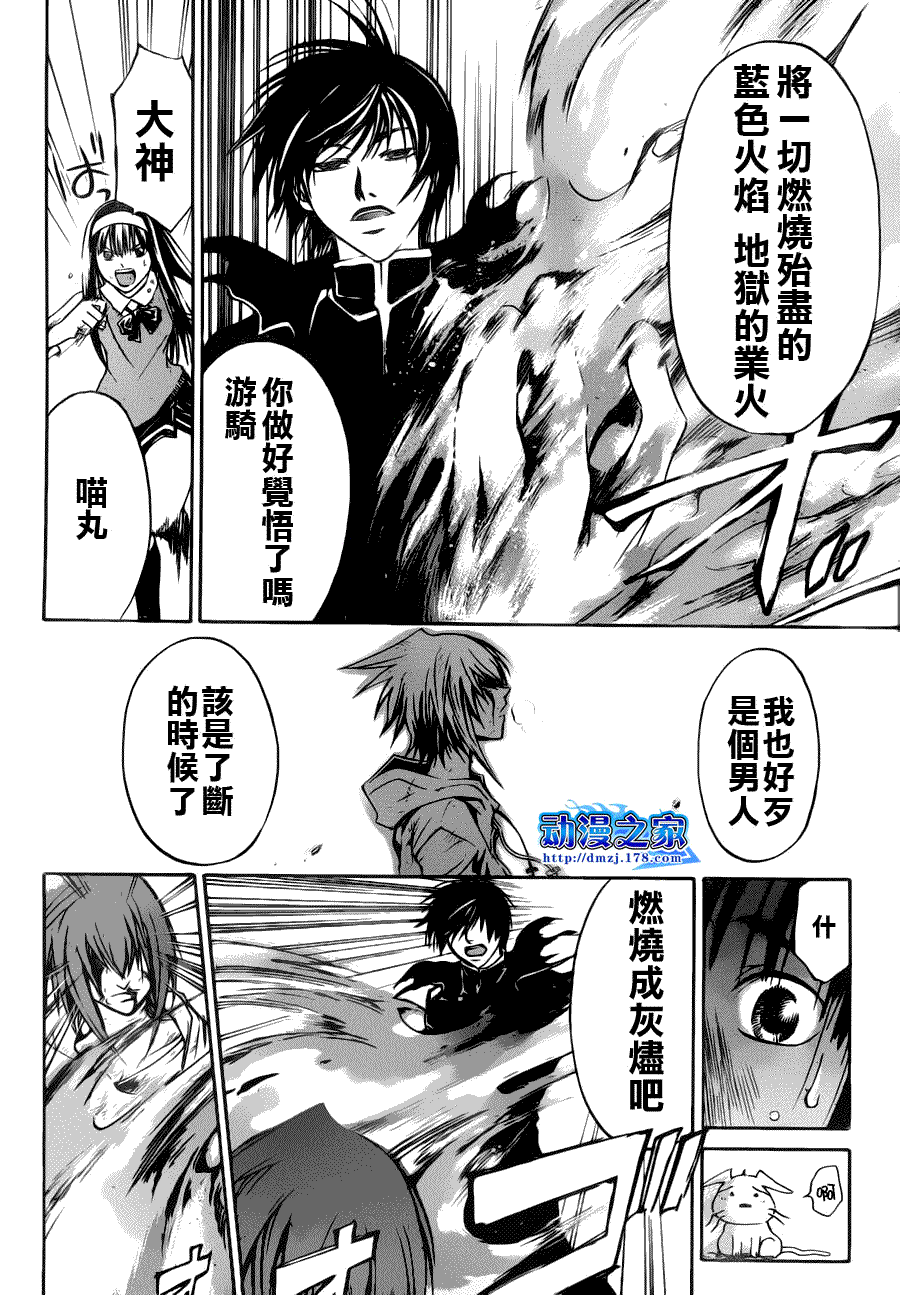 將一切燃燒殆盡的
藍色火焰 地獄的業火
你做好覺悟了嗎
游騎
大神
喵丸
我也好歹
是個男人
該是了斷
的時候了
动漫之家
http://dmzj.178.com
什
啊
燃燒成灰燼吧